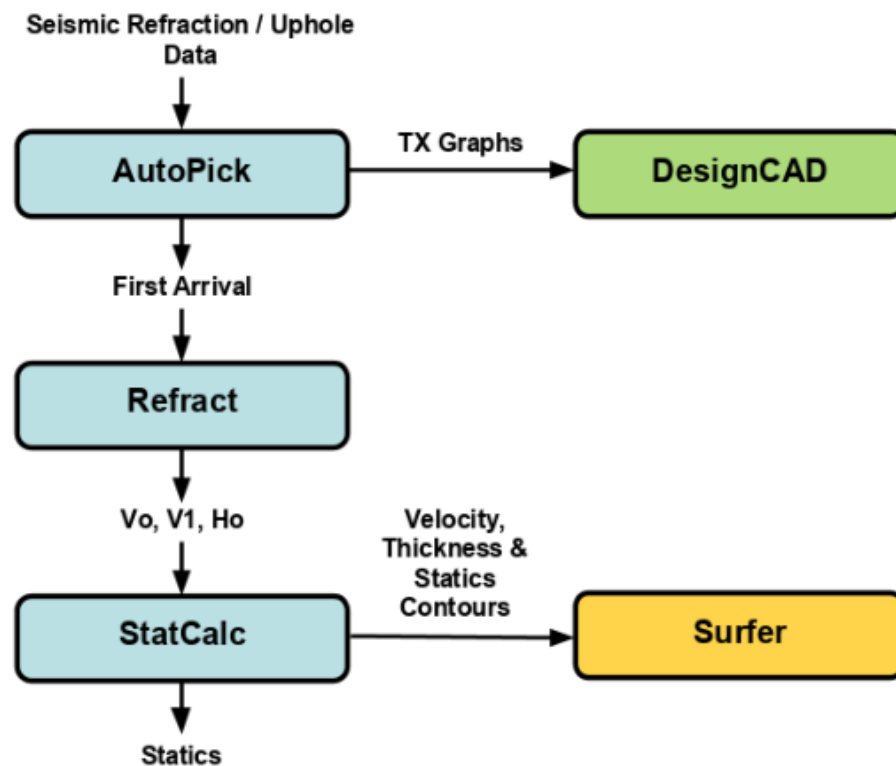 Seismic Refraction / Uphole
Data
AutoPick
TX Graphs
DesignCAD
First Arrival
Refract
Vo, V1, Ho
Velocity,
Thickness &
Statics
Contours
StatCalc
Surfer
Statics